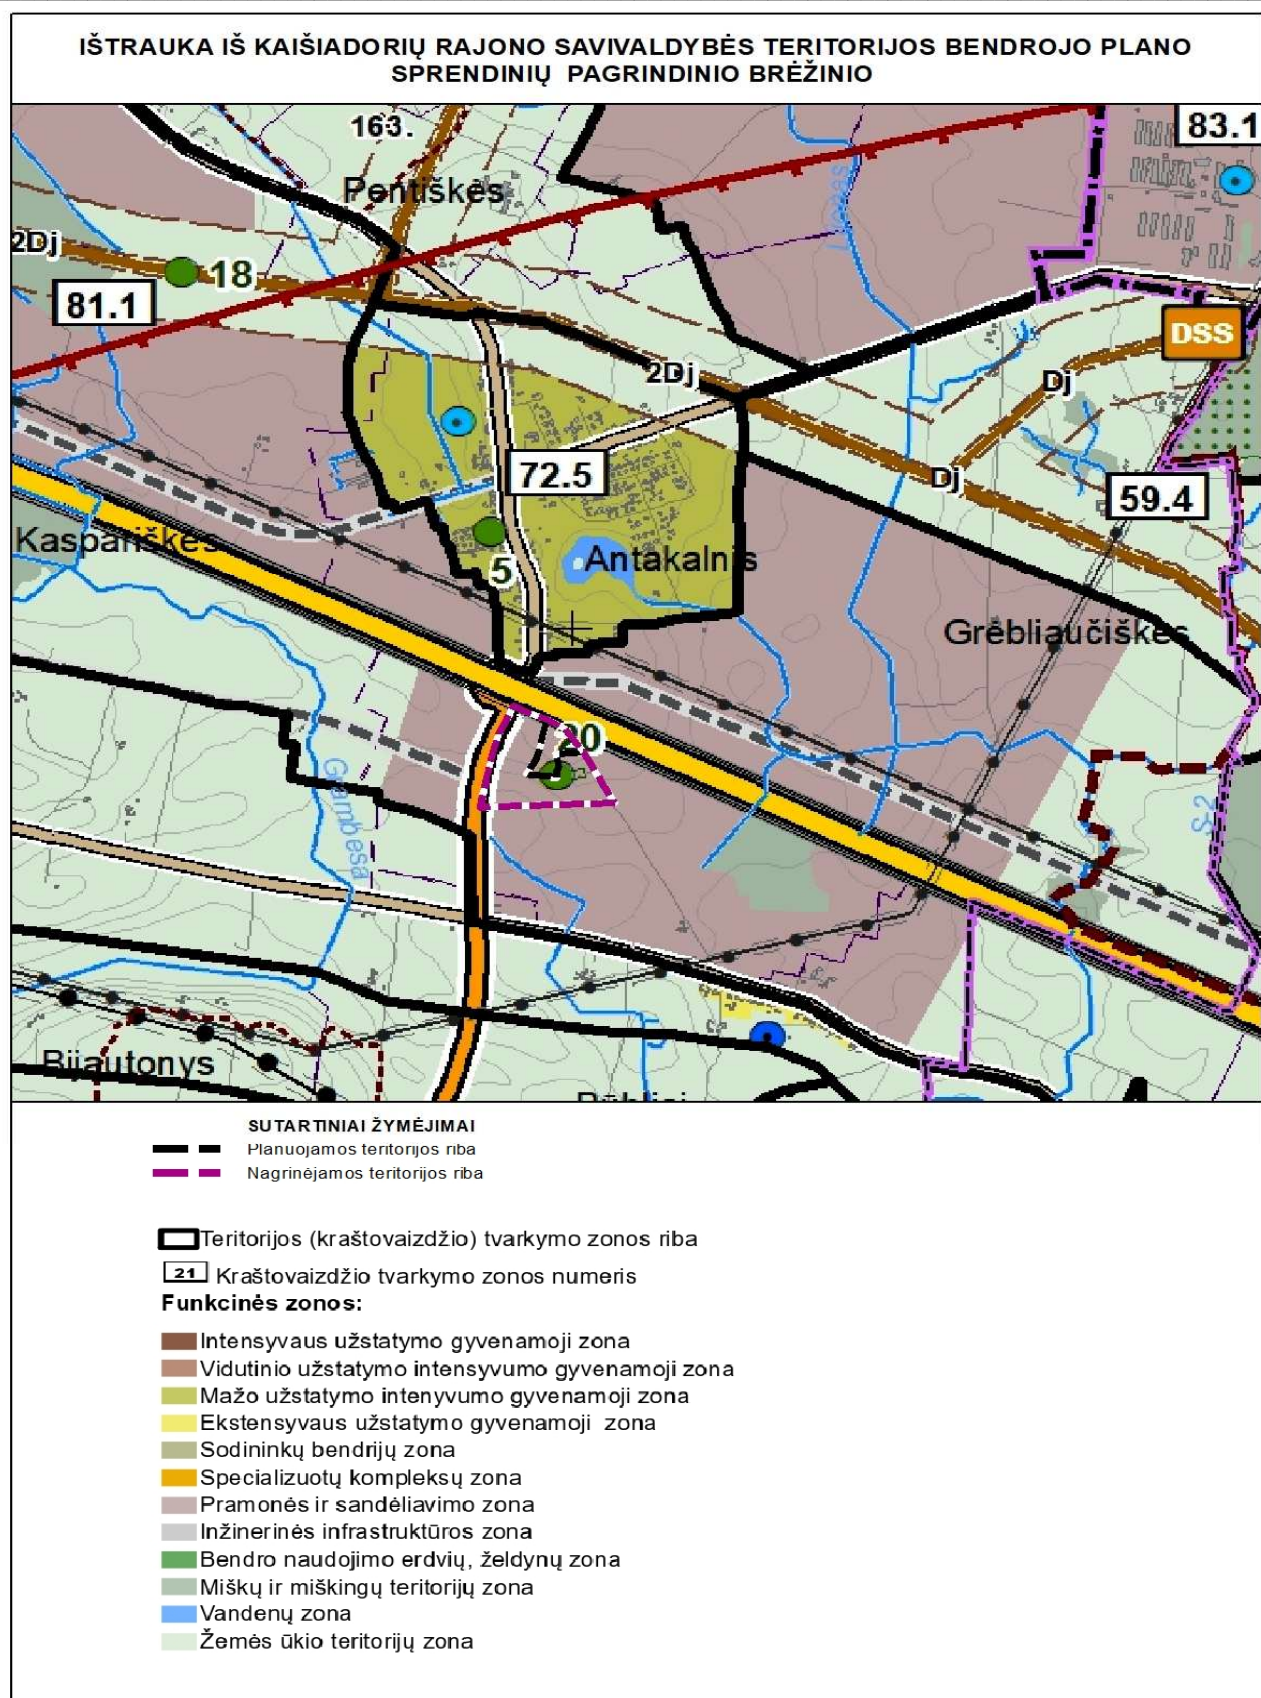 IŠTRAUKA IŠ KAIŠIADORIŲ RAJONO SAVIVALDYBĖS TERITORIJOS BENDROJO PLANO
SPRENDINIŲ PAGRINDINIO BRĖŽINIO
163.
83.1
Pentiškės
2Dj
18
81.1
DSS
2Dj
Dj
72.5
Dj
59.4
Kaspariškės
Antakalnis
5
Grėbliaučiškės
20
S-2
Bijautonys
SUTARTINIAI ŽYMĖJIMAI
Planuojamos teritorijos riba
Nagrinėjamos teritorijos riba
Teritorijos (kraštovaizdžio) tvarkymo zonos riba
21 Kraštovaizdžio tvarkymo zonos numeris
Funkcinės zonos:
Intensyvaus užstatymo gyvenamoji zona
Vidutinio užstatymo intensyvumo gyvenamoji zona
Mažo užstatymo intenyvumo gyvenamoji zona
Ekstensyvaus užstatymo gyvenamoji zona
Sodininkų bendrijų zona
Specializuotų kompleksų zona
Pramonės ir sandėliavimo zona
Inžinerinės infrastruktūros zona
Bendro naudojimo erdvių, želdynų zona
Miškų ir miškingų teritorijų zona
Vandenų zona
Žemės ūkio teritorijų zona